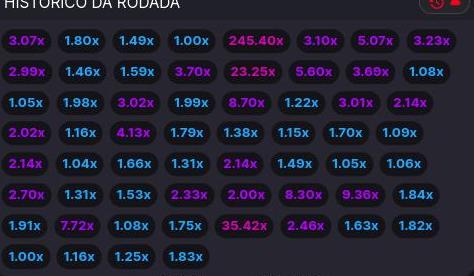 HISTÓRICO DA RODADA
3.07x 1.80x 1.49x 1.00x 245.40x 3.10x 5.07x 3.23x
2.99x 1.46x 1.59x 3.70x 23.25x 5.60x 3.69x 1.08x
1.05x 1.98x 3.02x 1.99x 8.70x 1.22x 3.01x 2.14x
2.02x 1.16x 4.13x 1.79x 1.38x 1.15x 1.70x 1.09x
2.14x 1.04x 1.66x 1.31x 2.14x 1.49x 1.05x 1.06x
2.70x 1.31x 1.53x 2.33x 2.00x 8.30x 9.36x 1.84x
1.91x 7.72x 1.08x 1.75x 35.42x 2.46x 1.63x 1.82x
1.00x 1.16x 1.25x 1.83x